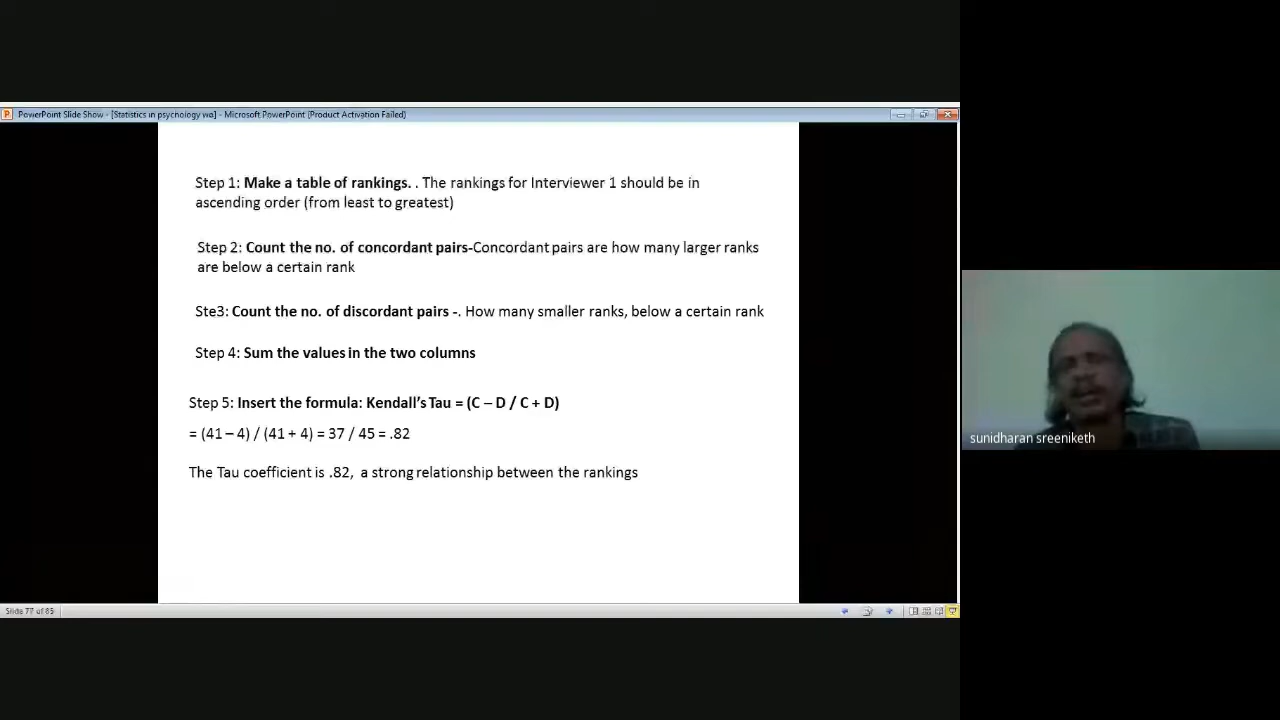 PowerPoint Slide Show - [Statistics in psychology wa] - Microsoft PowerPoint (Product Activation Failed)
Step 1: Make a table of rankings. . The rankings for Interviewer 1 should be in
ascending order (from least to greatest)
Step 2: Count the no. of concordant pairs-Concordant pairs are how many larger ranks
are below a certain rank
Ste3: Count the no. of discordant pairs -. How many smaller ranks, below a certain rank
Step 4: Sum the values in the two columns
Step 5: Insert the formula: Kendall's Tau = (C – D / C + D)
= (41 – 4) / (41 + 4) = 37 / 45 = .82
sunidharan sreeniketh
The Tau coefficient is .82, a strong relationship between the rankings
Slide 77 of 85